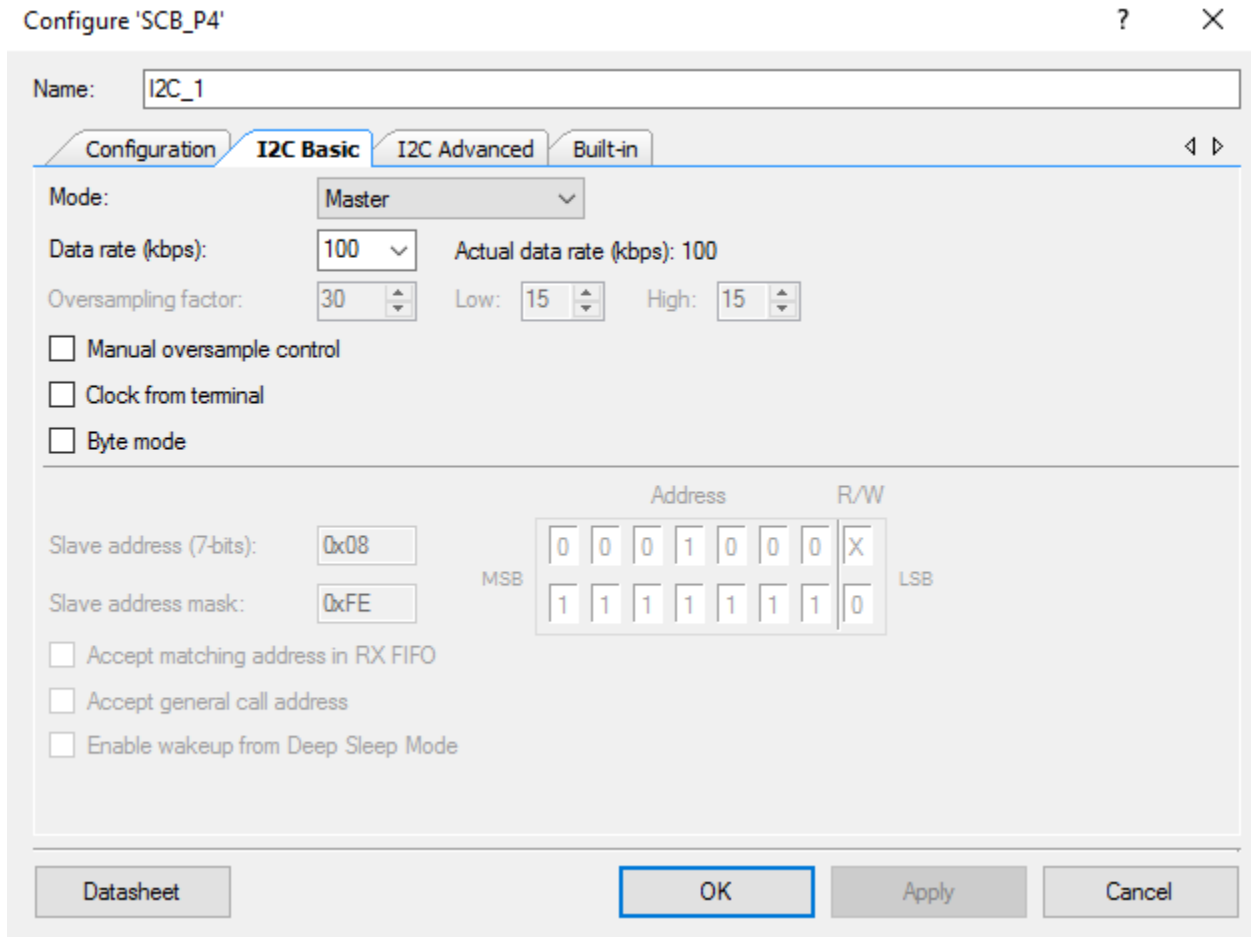 Configure 'SCB_P4' ? X
Name: I2C_1
Configuration I2C Basic I2C Advanced Built-in
Mode: Master
Data rate (kbps): 100 Actual data rate (kbps): 100
Oversampling factor: 30 Low: 15 High: 15
Manual oversample control
Clock from terminal
Byte mode
Address R/W
Slave address (7-bits): 0x08 0 0 0 1 0 0 0 X
MSB LSB
Slave address mask: 0xFE 1 1 1 1 1 1 1 0
Accept matching address in RX FIFO
Accept general call address
Enable wakeup from Deep Sleep Mode
Datasheet OK Apply Cancel